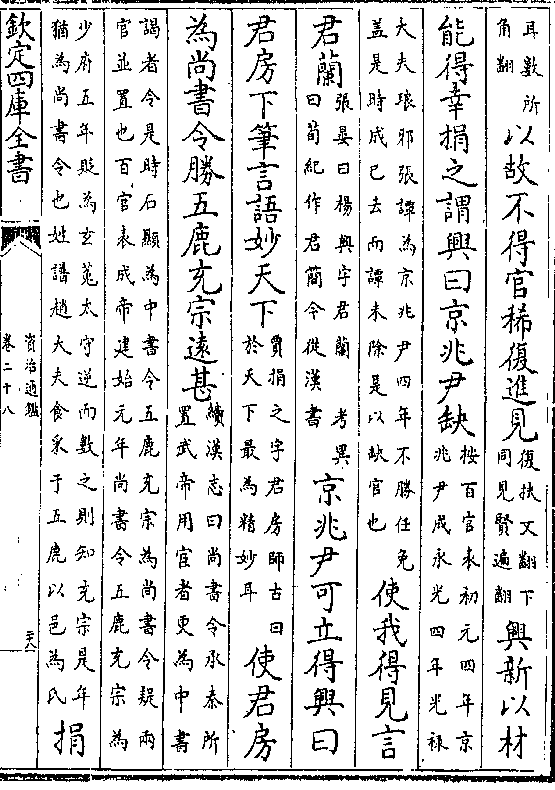 耳數所
角翻
以故不得官稀復進見
復扶又翻下
同見賢遍翻
興新以材
能得幸捐之謂興曰京兆尹缺
按百官表初元四年京
兆尹成永光四年光祿
大夫琅邪張譚為京兆尹四年不勝任免
盖是時成已去而譚未除是以缺官也
使我得見言
君蘭
張晏曰楊興字君蘭 考異
曰荀紀作君簡今從漢書
京兆尹可立得興曰
君房下筆言語妙天下
賈捐之字君房師古曰
於天下最為精妙耳
使君房
為尚書令勝五鹿充宗遠甚
續漢志曰尚書令承秦所
置武帝用宦者更為中書
謁者令是時石顯為中書令五鹿充宗為尚書令疑兩
官並置也百官表成帝建始元年尚書令五鹿充宗為
少府五年貶為玄菟太守逆而數之則知充宗是年
猶為尚書令也姓譜趙大夫食采于五鹿以邑為氏
捐
欽定四庫全書
資治通鑑
卷二十八